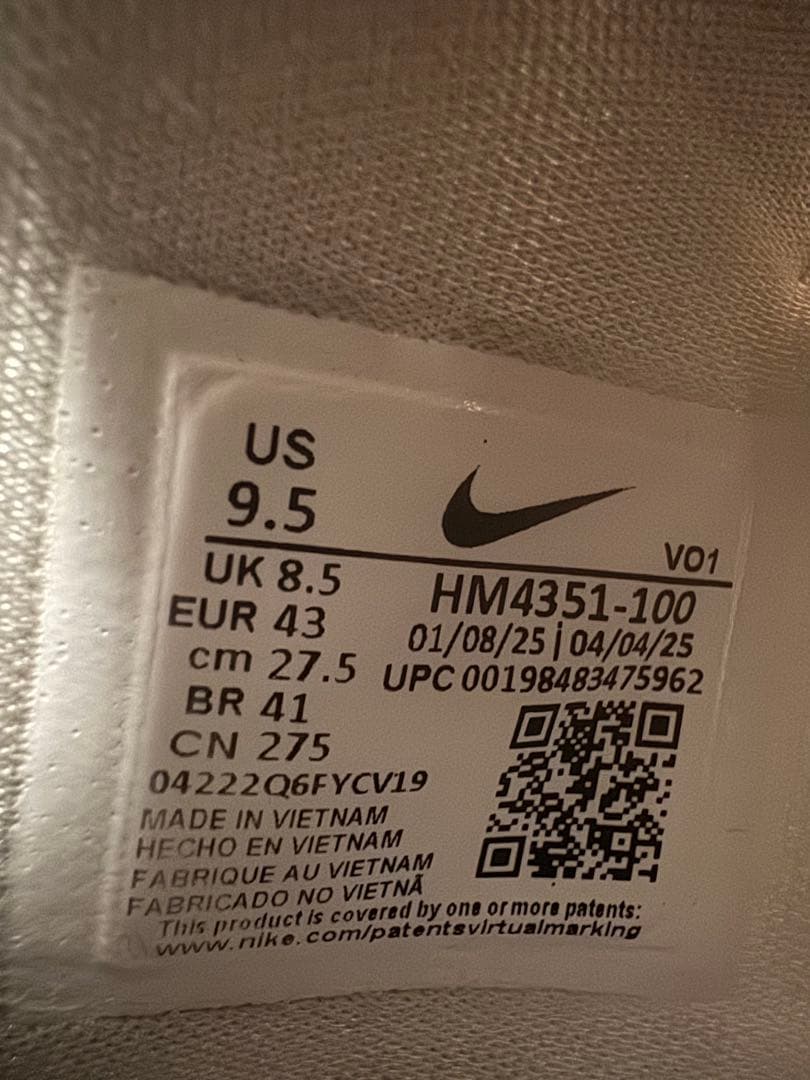 US
9.5
VO1
UK 8.5
HM4351-100
EUR 43
01/08/25 | 04/04/25
cm 27.5
UPC 00198483475962
BR 41
CN 275
04222Q6FYCV19
MADE IN VIETNAM
HECHO EN VIETNAM
FABRIQUE AU VIETNAM
FABRICADO NO VIETNÃ
This product is covered by one or more patents:
www.nike.com/patentsvirtualmarking